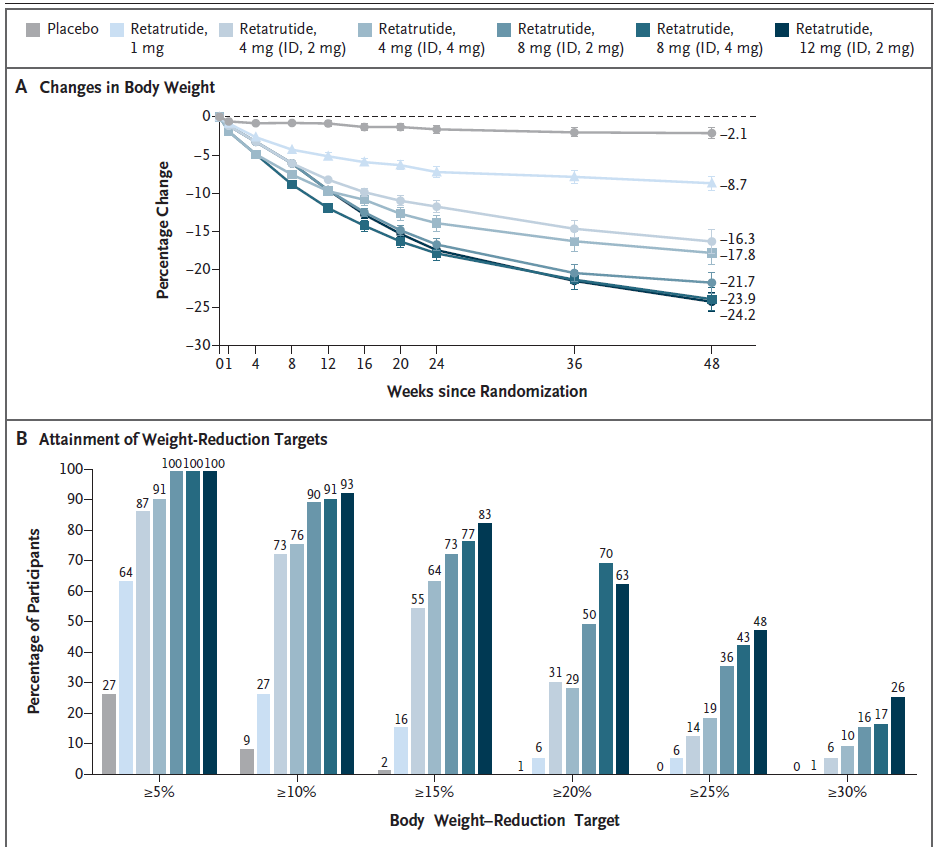 Placebo
Retatrutide, 1 mg
Retatrutide, 4 mg (ID, 2 mg)
Retatrutide, 4 mg (ID, 4 mg)
Retatrutide, 8 mg (ID, 2 mg)
Retatrutide, 8 mg (ID, 4 mg)
Retatrutide, 12 mg (ID, 2 mg)
A Changes in Body Weight
Percentage Change
0
−5
−10
−15
−20
−25
−30
−2.1
−8.7
−16.3
−17.8
−21.7
−23.9
−24.2
0 1 4 8 12 16 20 24 36 48
Weeks since Randomization
B Attainment of Weight-Reduction Targets
Percentage of Participants
100
90
80
70
60
50
40
30
20
10
0
27 64 87 91 100 100 100
9 27 73 76 90 91 93
2 16 55 64 73 77 83
1 6 31 29 50 70 63
0 6 14 19 36 43 48
0 1 6 10 16 17 26
≥5% ≥10% ≥15% ≥20% ≥25% ≥30%
Body Weight–Reduction Target